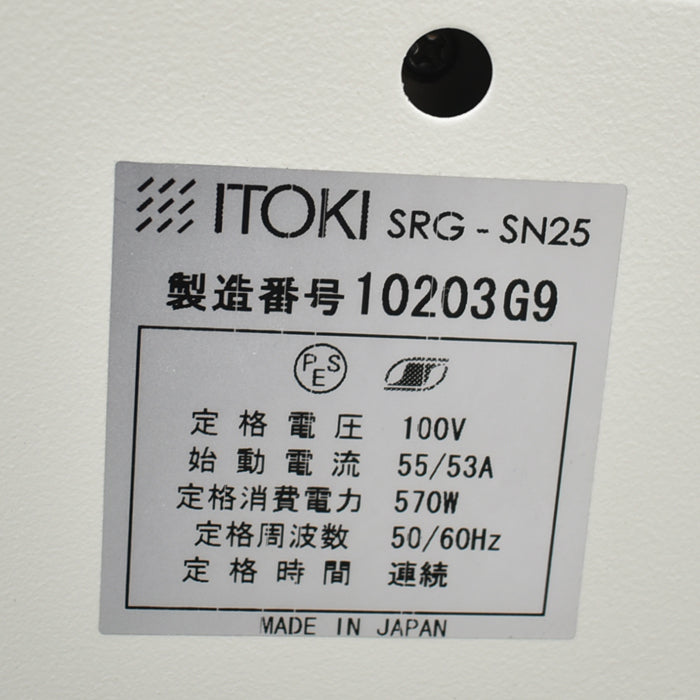 ITOKI SRG - SN25
製造番号 10203G9
PSE
定格電圧 100V
始動電流 55/53A
定格消費電力 570W
定格周波数 50/60Hz
定格時間 連続
MADE IN JAPAN